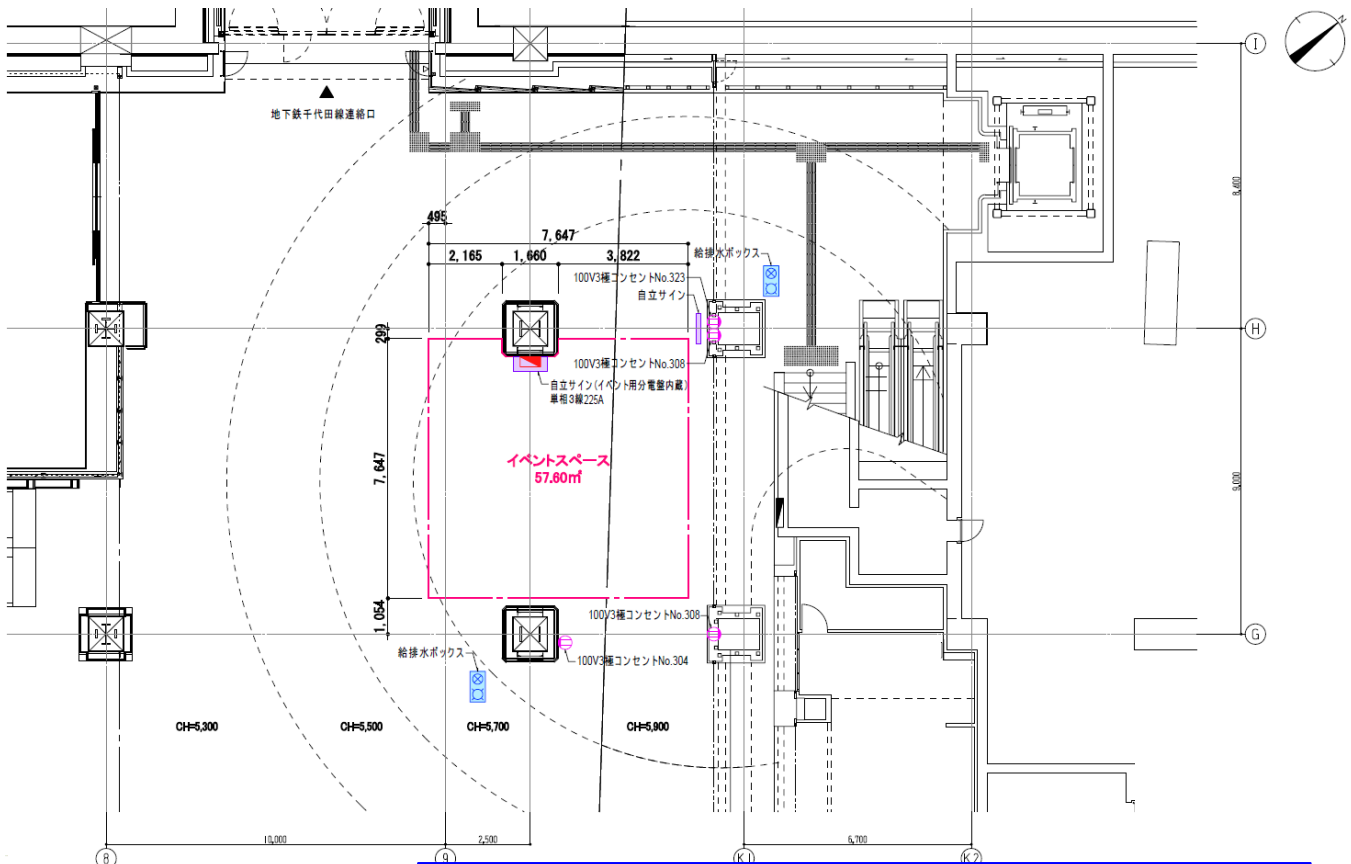 N
I
地下鉄千代田線連絡口
8,600
495
7,647
2,165
1,660
3,822
給排水ボックス
100V3極コンセントNo.323
自立サイン
299
H
100V3極コンセントNo.308
自立サイン(イベント用分電盤内蔵)
単相3線225A
イベントスペース
57.60㎡
7,647
9,000
1,054
100V3極コンセントNo.308
G
給排水ボックス
100V3極コンセントNo.304
CH=5,300
CH=5,500
CH=5,700
CH=5,900
10,000
2,500
6,700
8
9
K1
K2